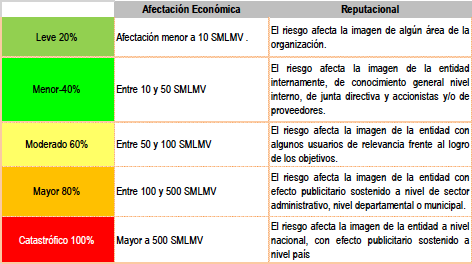 Afectación Económica Reputacional
Leve 20% Afectación menor a 10 SMLMV . El riesgo afecta la imagen de algún área de la
organización.
Menor-40% Entre 10 y 50 SMLMV El riesgo afecta la imagen de la entidad
internamente, de conocimiento general nivel
interno, de junta directiva y accionistas y/o de
proveedores.
Moderado 60% Entre 50 y 100 SMLMV El riesgo afecta la imagen de la entidad con
algunos usuarios de relevancia frente al logro
de los objetivos.
Mayor 80% Entre 100 y 500 SMLMV El riesgo afecta la imagen de la entidad con
efecto publicitario sostenido a nivel de sector
administrativo, nivel departamental o municipal.
Catastrófico 100% Mayor a 500 SMLMV El riesgo afecta la imagen de la entidad a nivel
nacional, con efecto publicitario sostenido a
nivel país